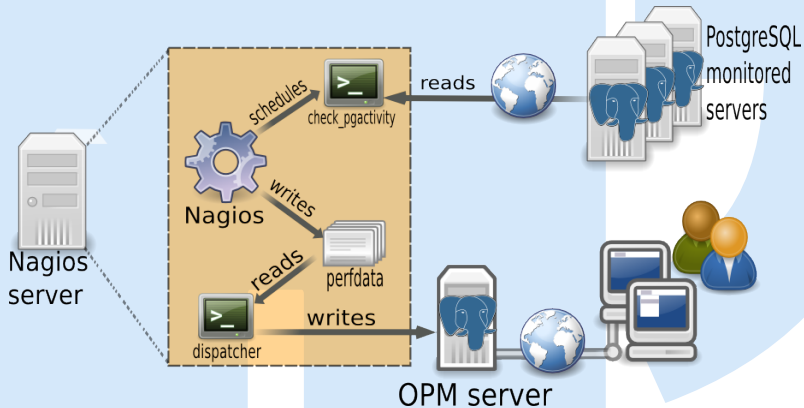 PostgreSQL
monitored
servers
reads
schedules
>_
check_pgactivity
Nagios
writes
perfdata
reads
>_
dispatcher
writes
Nagios
server
OPM server